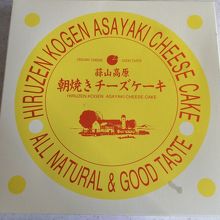 HIRUZEN KOGEN ASAYAKI CHEESE CAKE
蒜山高原
朝焼きチーズケーキ
HIRUZEN KOGEN ASAYAKI CHEESE CAKE
ALL NATURAL & GOOD TASTE